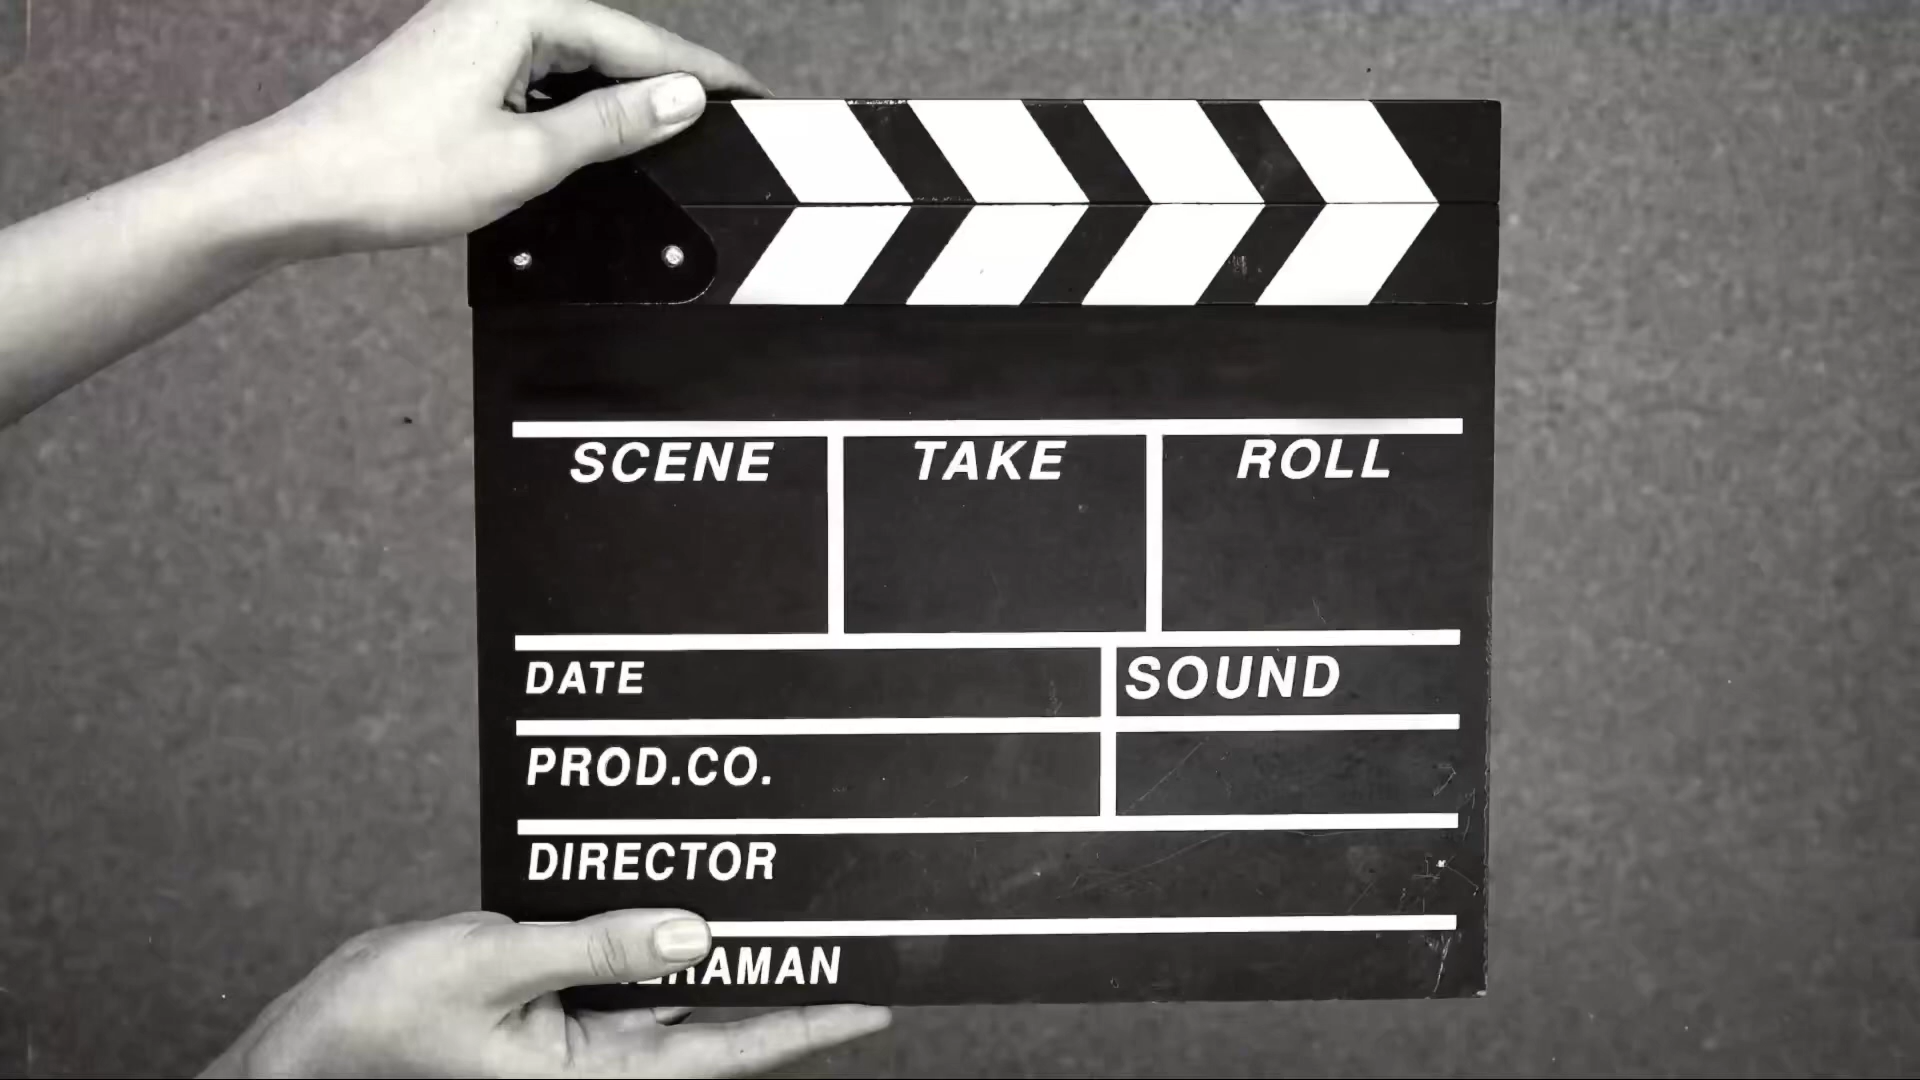 SCENE TAKE ROLL
DATE SOUND
PROD.CO.
DIRECTOR